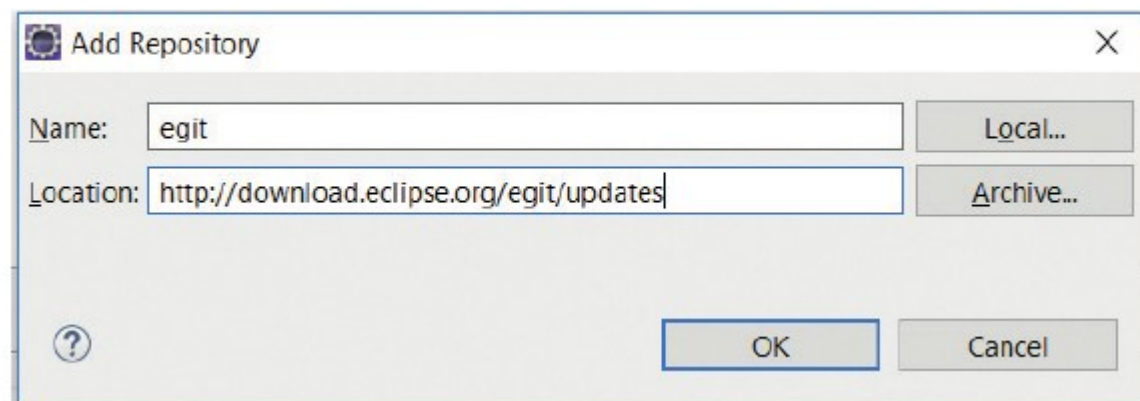 Add Repository
Name: egit Local...
Location: http://download.eclipse.org/egit/updates Archive...
?
OK Cancel